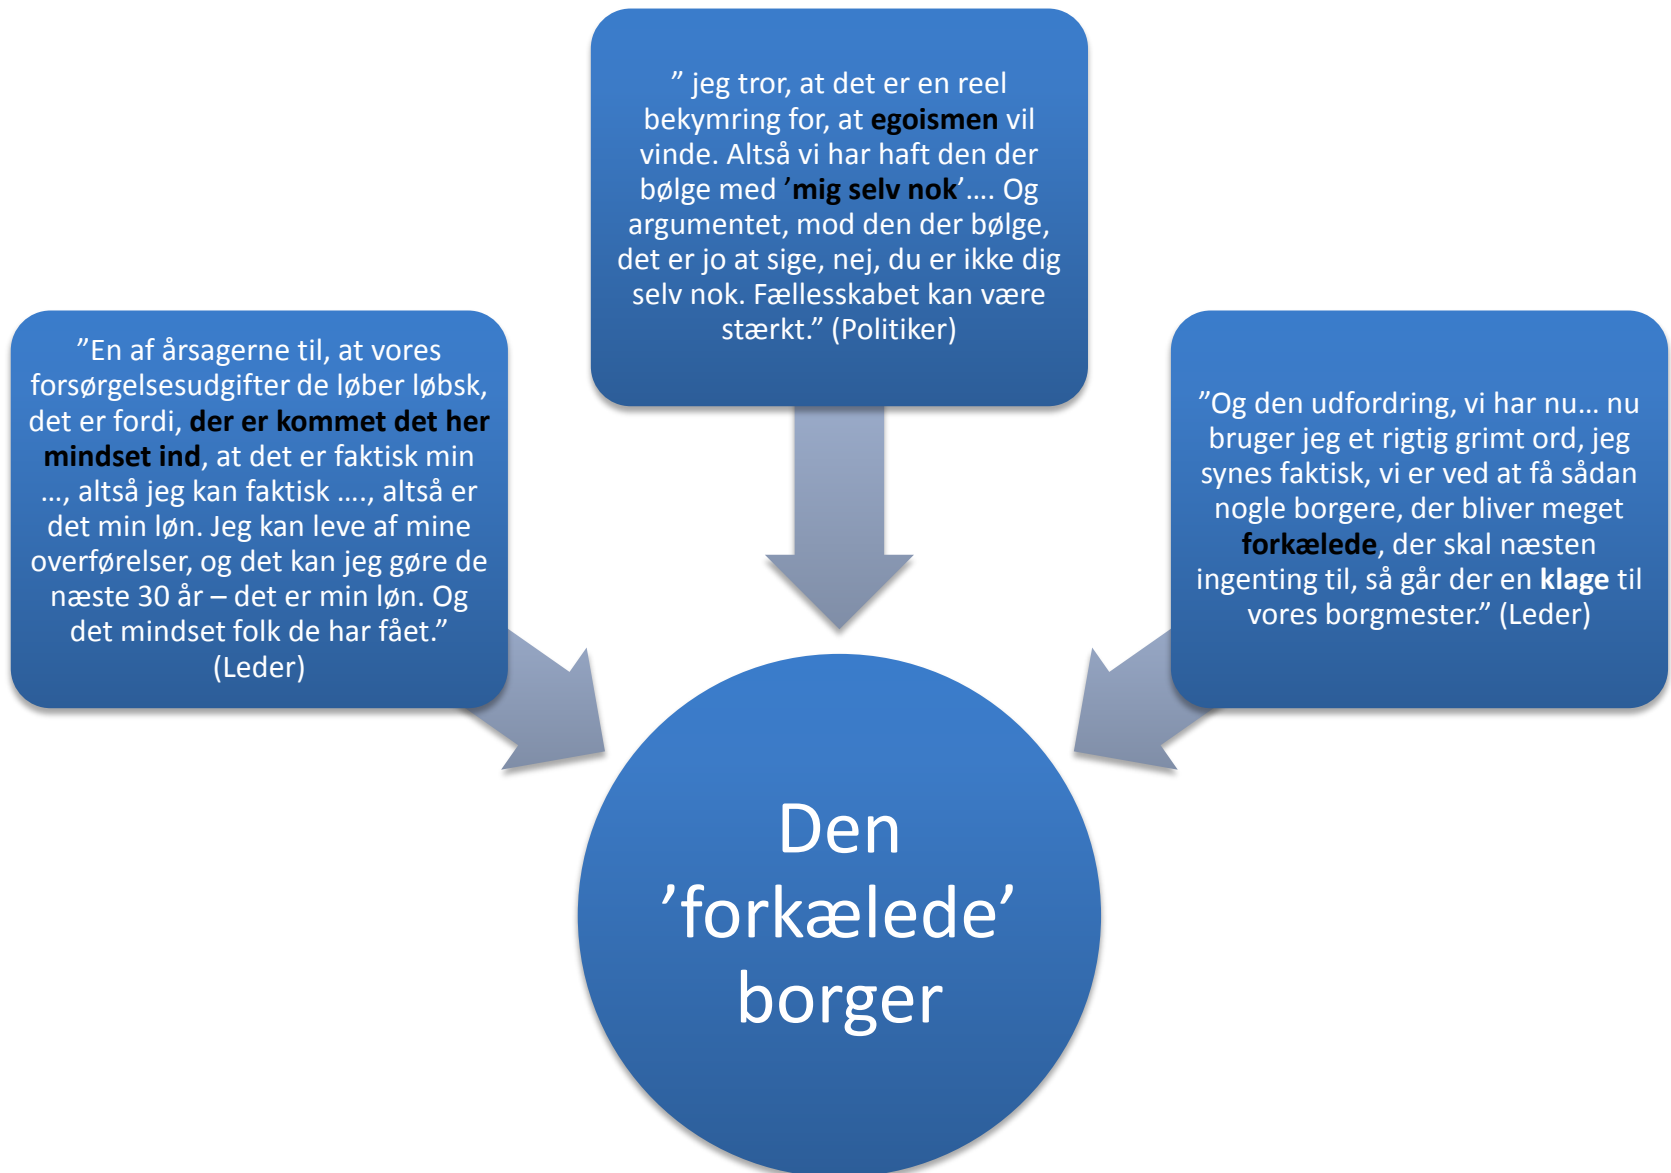 ” jeg tror, at det er en reel
bekymring for, at egoismen vil
vinde. Altså vi har haft den der
bølge med ’mig selv nok’…. Og
argumentet, mod den der bølge,
det er jo at sige, nej, du er ikke dig
selv nok. Fællesskabet kan være
stærkt.” (Politiker)
”En af årsagerne til, at vores
forsørgelsesudgifter de løber løbsk,
det er fordi, der er kommet det her
mindset ind, at det er faktisk min
…, altså jeg kan faktisk …., altså er
det min løn. Jeg kan leve af mine
overførelser, og det kan jeg gøre de
næste 30 år – det er min løn. Og
det mindset folk de har fået.”
(Leder)
”Og den udfordring, vi har nu… nu
bruger jeg et rigtig grimt ord, jeg
synes faktisk, vi er ved at få sådan
nogle borgere, der bliver meget
forkælede, der skal næsten
ingenting til, så går der en klage til
vores borgmester.” (Leder)
Den
’forkælede’
borger